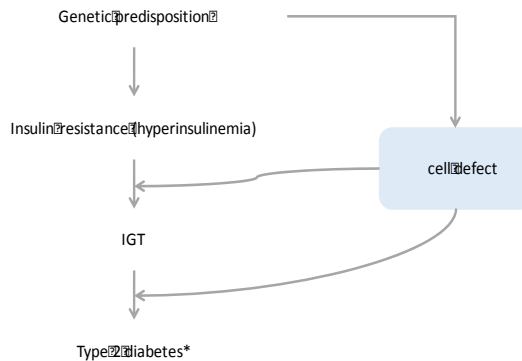 Genetic predisposition
Insulin resistance (hyperinsulinemia)
cell defect
IGT
Type 2 diabetes*